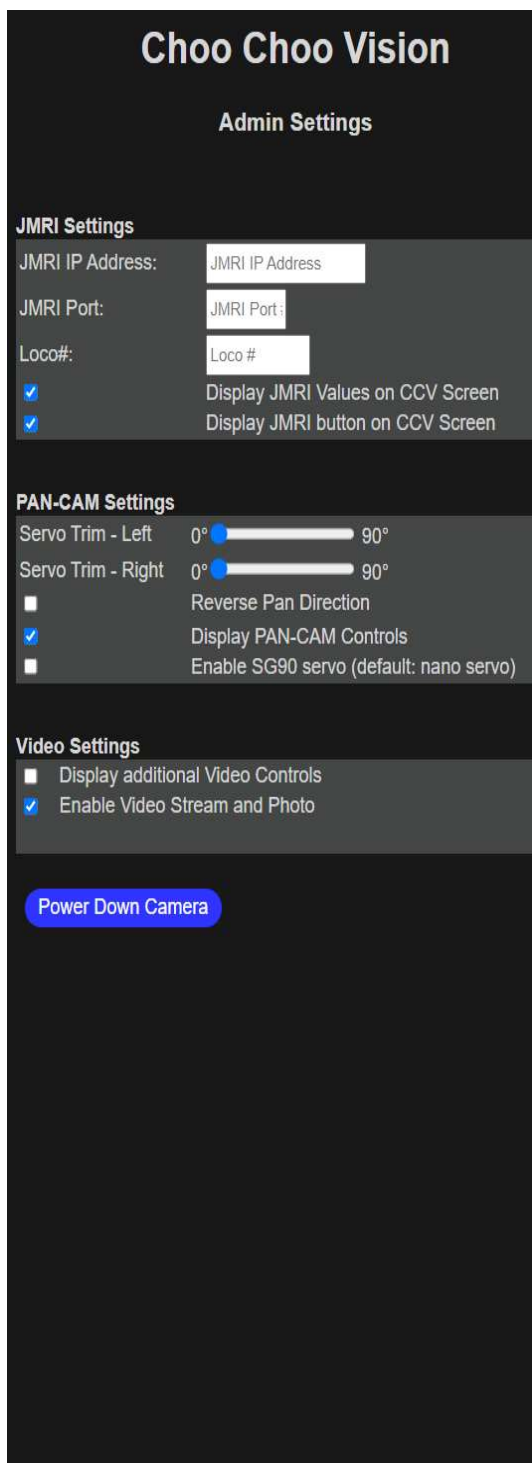 Choo Choo Vision
Admin Settings
JMRI Settings
JMRI IP Address: JMRI IP Address
JMRI Port: JMRI Port
Loco#: Loco #
Display JMRI Values on CCV Screen
Display JMRI button on CCV Screen
PAN-CAM Settings
Servo Trim - Left 0° 90°
Servo Trim - Right 0° 90°
Reverse Pan Direction
Display PAN-CAM Controls
Enable SG90 servo (default: nano servo)
Video Settings
Display additional Video Controls
Enable Video Stream and Photo
Power Down Camera